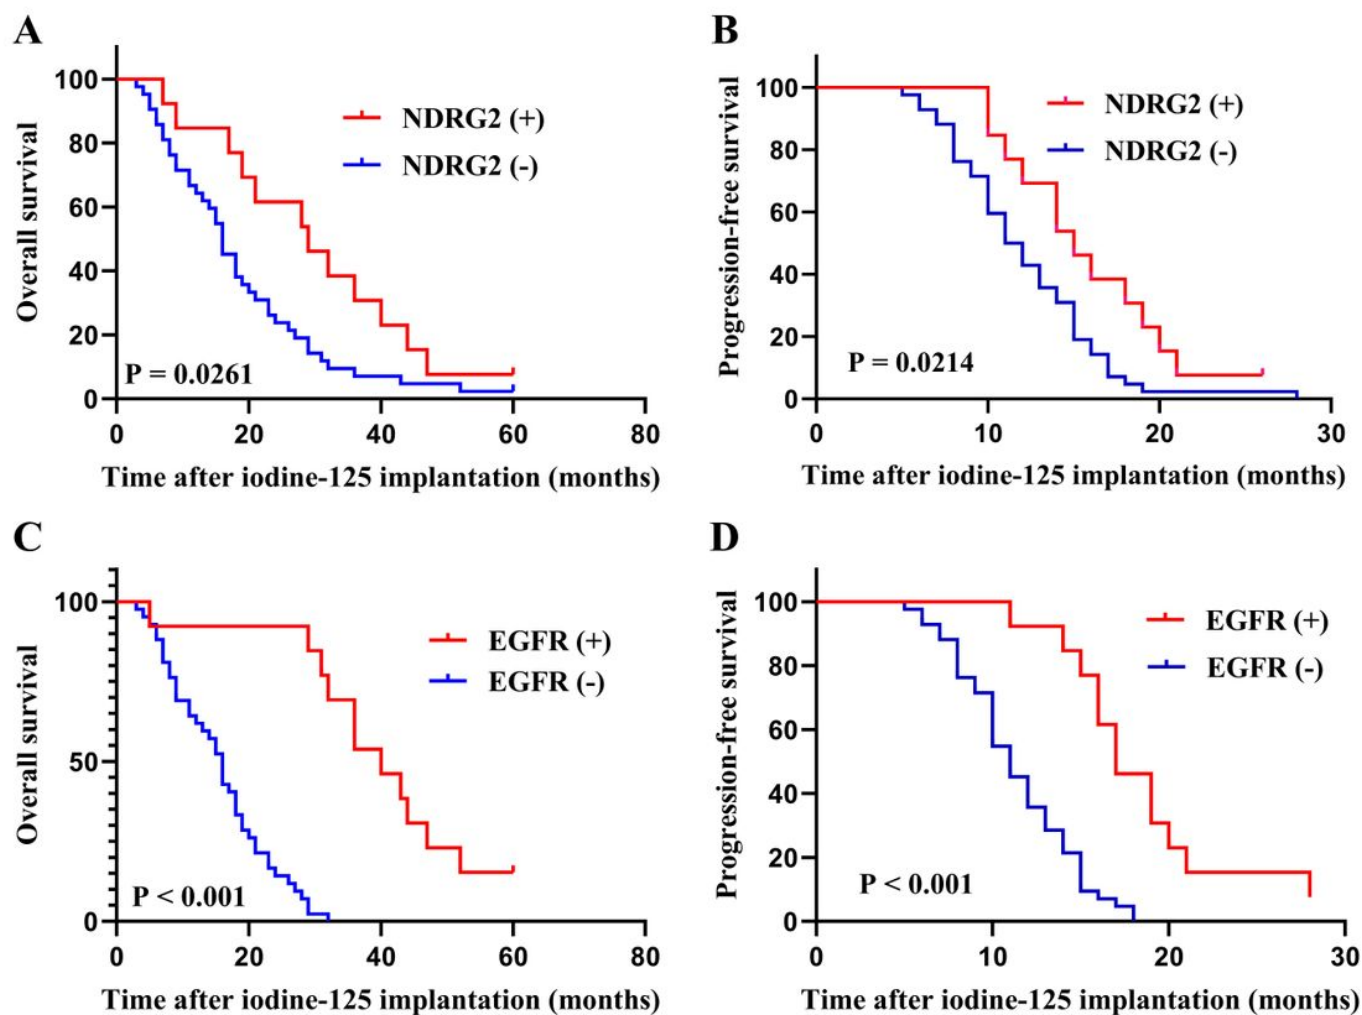 A
Overall survival
100
80
60
40
20
0
NDRG2 (+)
NDRG2 (-)
P = 0.0261
0 20 40 60 80
Time after iodine-125 implantation (months)
B
Progression-free survival
100
80
60
40
20
0
NDRG2 (+)
NDRG2 (-)
P = 0.0214
0 10 20 30
Time after iodine-125 implantation (months)
C
Overall survival
100
50
0
EGFR (+)
EGFR (-)
P < 0.001
0 20 40 60 80
Time after iodine-125 implantation (months)
D
Progression-free survival
100
80
60
40
20
0
EGFR (+)
EGFR (-)
P < 0.001
0 10 20 30
Time after iodine-125 implantation (months)